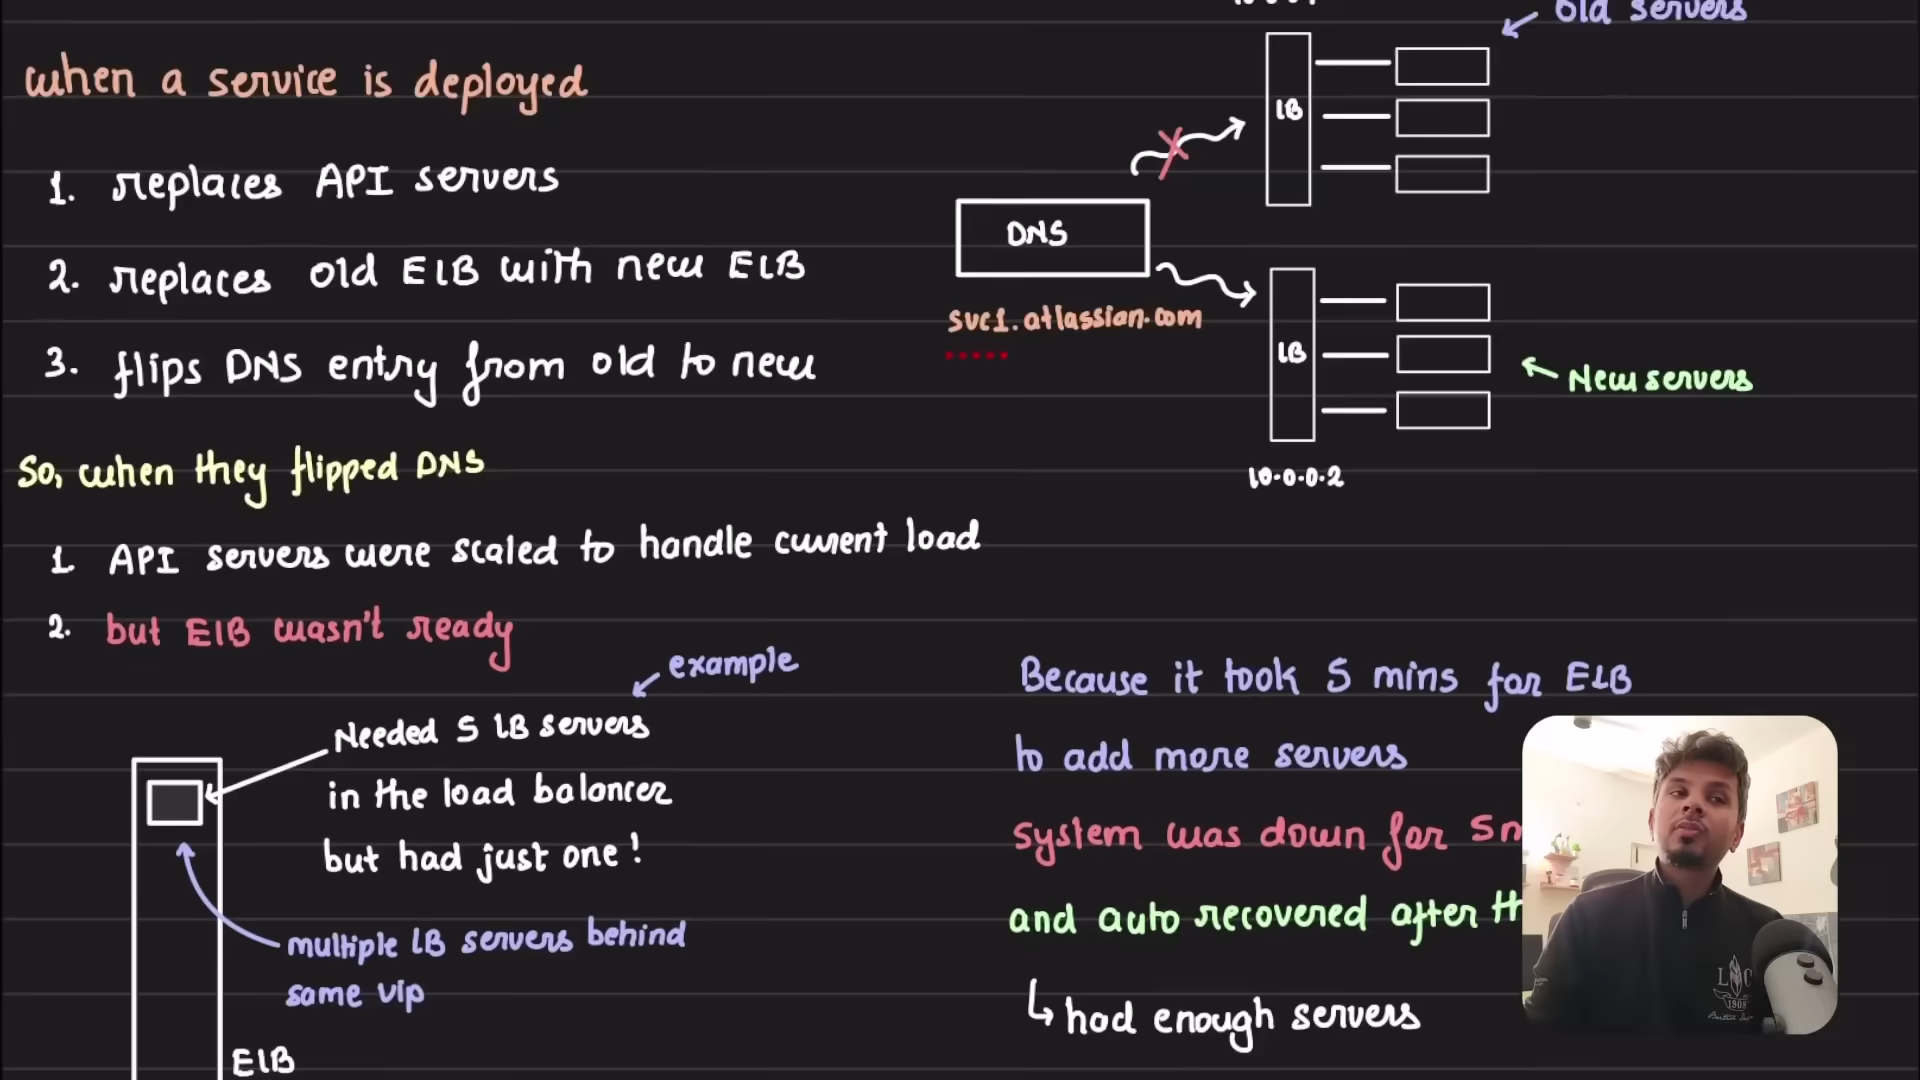 old servers
when a service is deployed
1. replaces API servers
2. replaces old ELB with new ELB
3. flips DNS entry from old to new
LB
DNS
svc1.atlassian.com
LB
New servers
10.0.0.2
So, when they flipped DNS
1 API servers were scaled to handle current load
2. but ELB wasn't ready
example
Needed 5 LB servers
in the load balancer
but had just one!
multiple LB servers behind
same vip
ELB
Because it took 5 mins for ELB
to add more servers
system was down for 5
and auto recovered after
had enough servers
1908